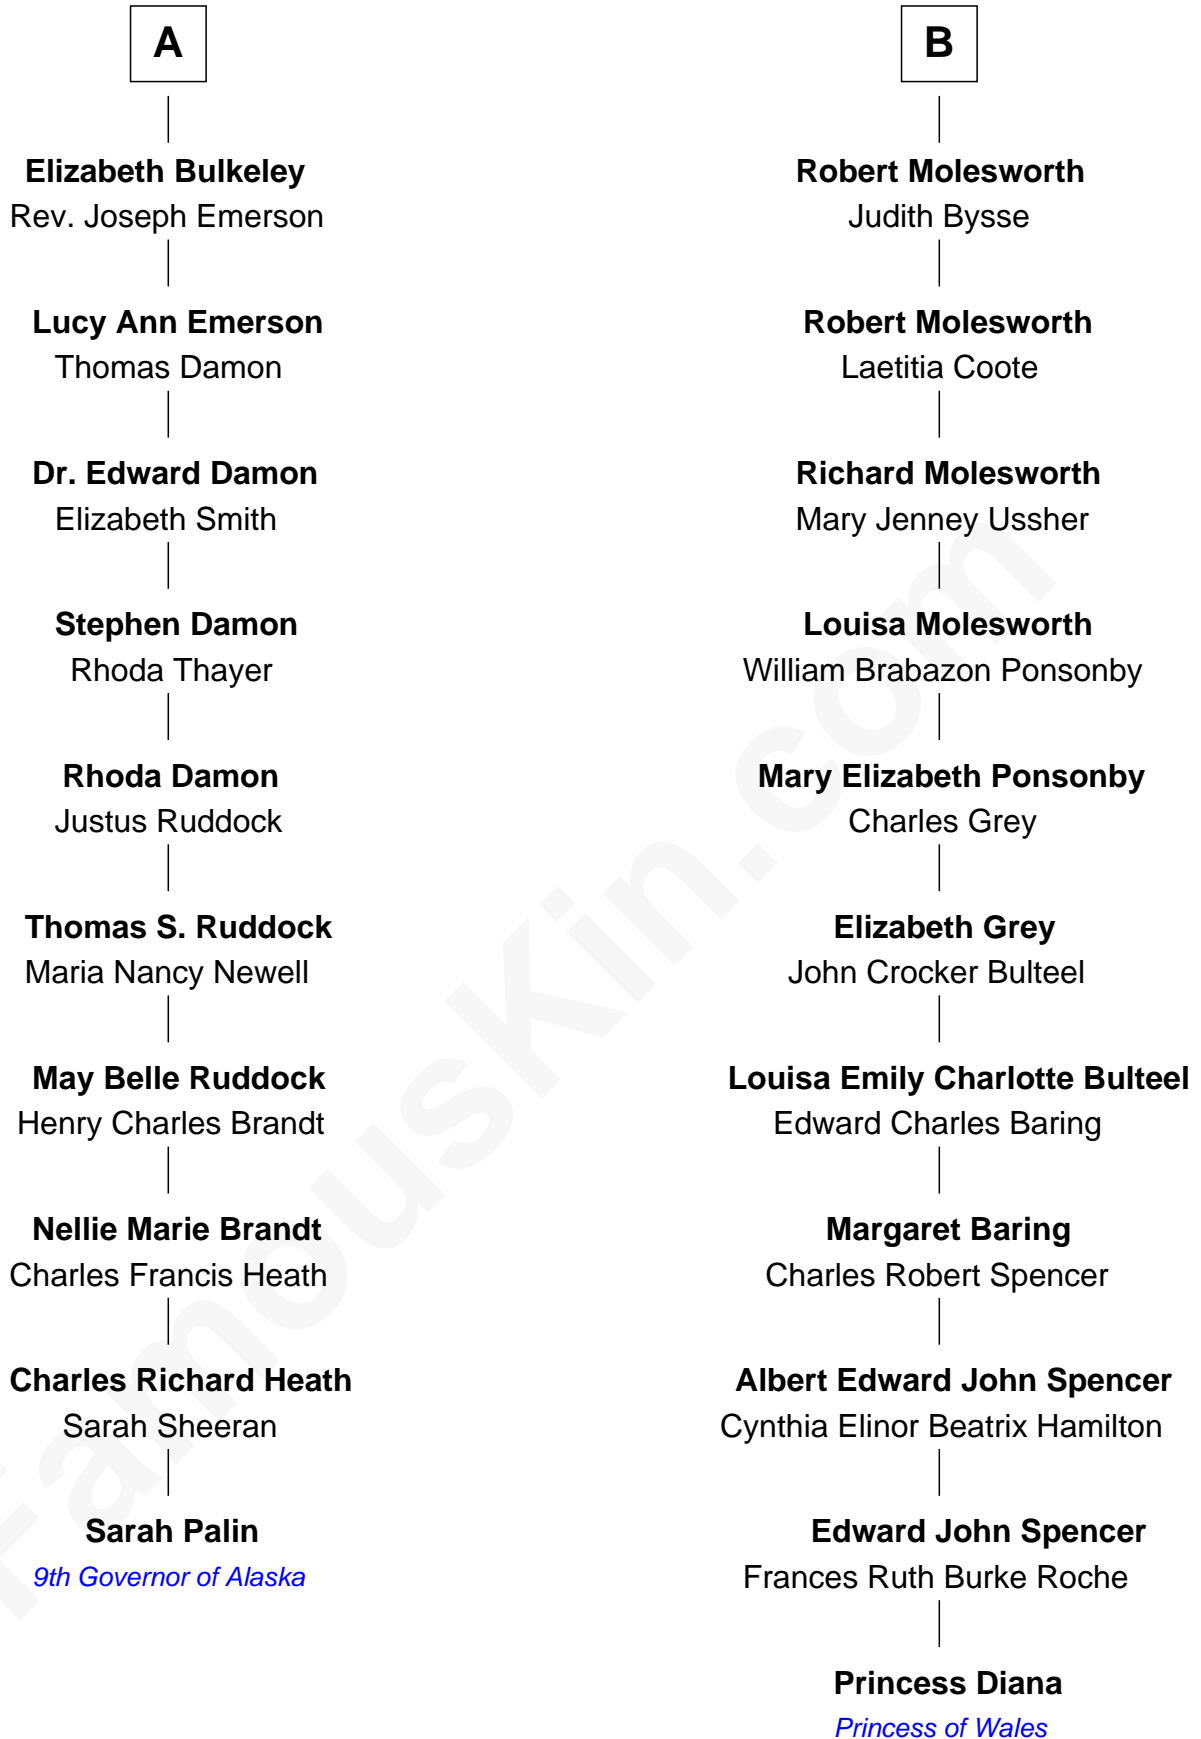 A
Elizabeth Bulkeley
Rev. Joseph Emerson
Lucy Ann Emerson
Thomas Damon
Dr. Edward Damon
Elizabeth Smith
Stephen Damon
Rhoda Thayer
Rhoda Damon
Justus Ruddock
Thomas S. Ruddock
Maria Nancy Newell
May Belle Ruddock
Henry Charles Brandt
Nellie Marie Brandt
Charles Francis Heath
Charles Richard Heath
Sarah Sheeran
Sarah Palin
9th Governor of Alaska
B
Robert Molesworth
Judith Bysse
Robert Molesworth
Laetitia Coote
Richard Molesworth
Mary Jenney Ussher
Louisa Molesworth
William Brabazon Ponsonby
Mary Elizabeth Ponsonby
Charles Grey
Elizabeth Grey
John Crocker Bulteel
Louisa Emily Charlotte Bulteel
Edward Charles Baring
Margaret Baring
Charles Robert Spencer
Albert Edward John Spencer
Cynthia Elinor Beatrix Hamilton
Edward John Spencer
Frances Ruth Burke Roche
Princess Diana
Princess of Wales
FamousKin.com